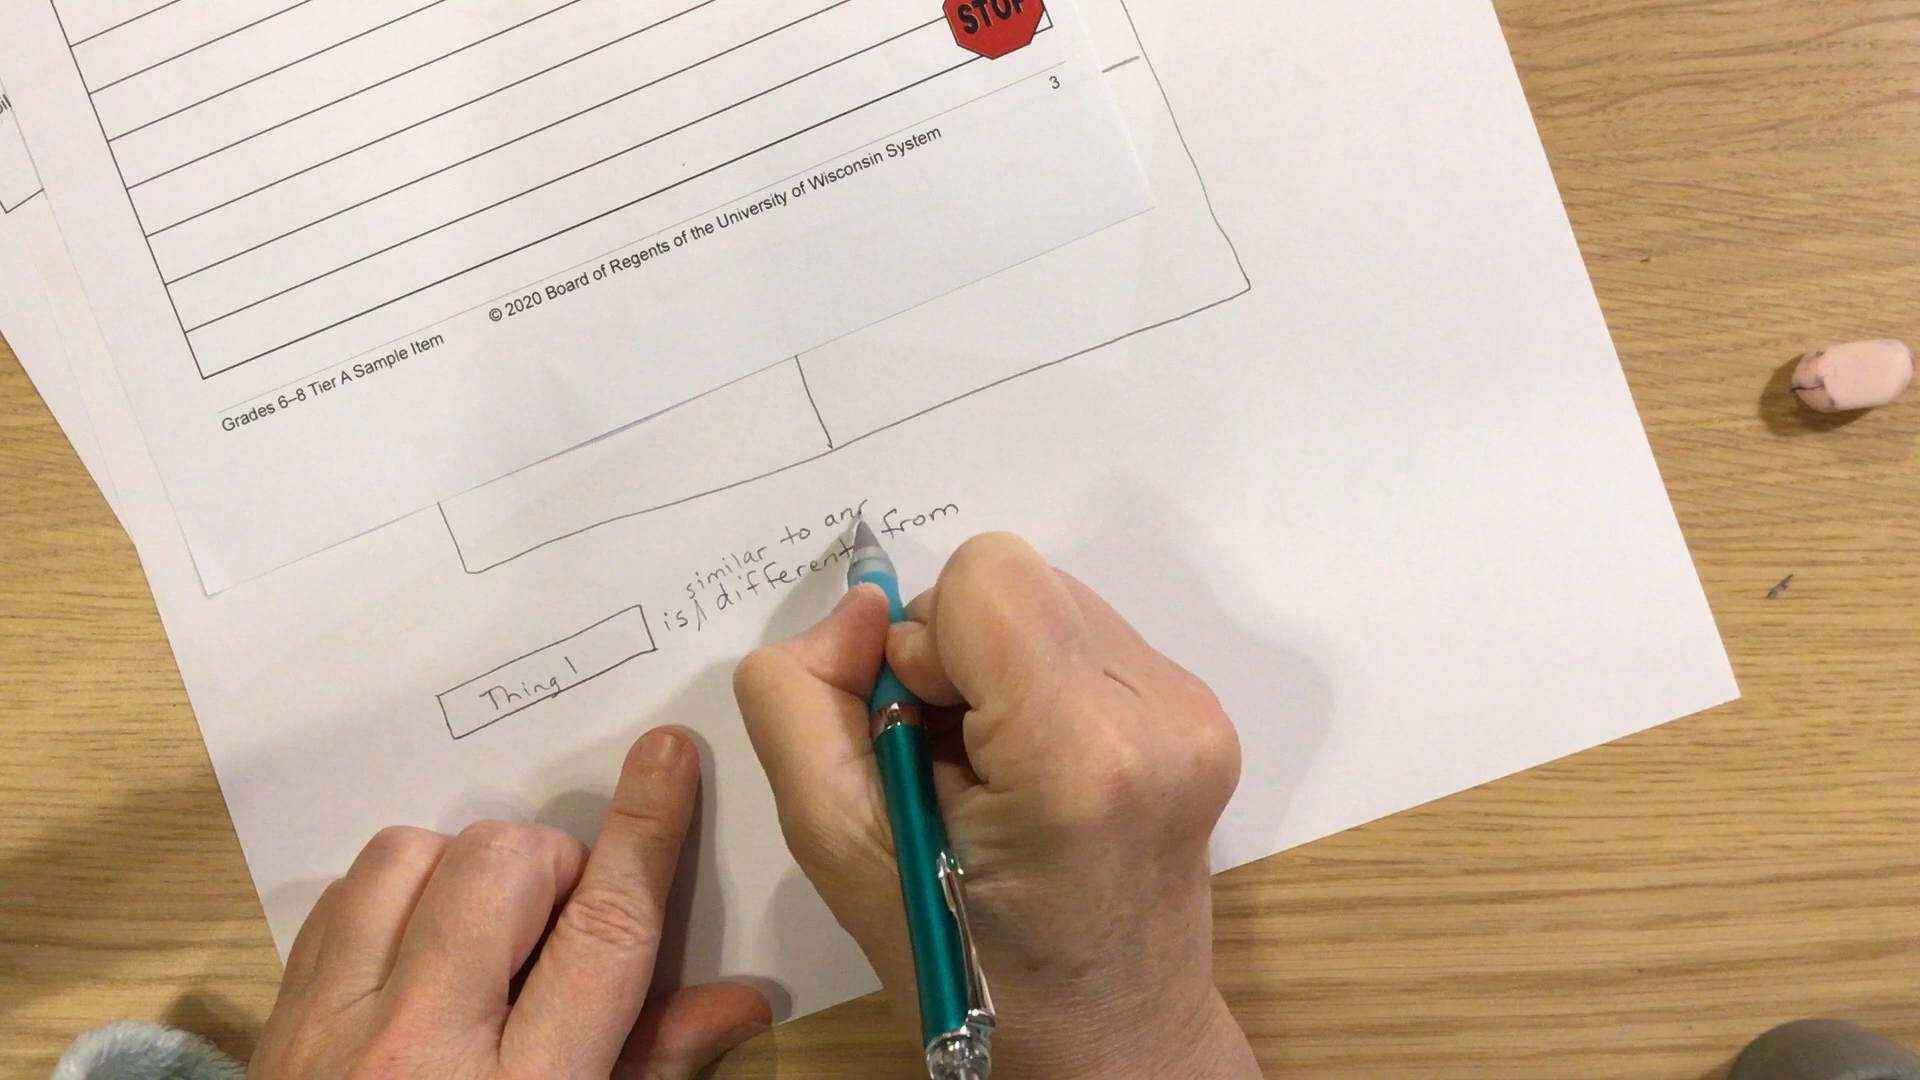 STOP
3
Grades 6–8 Tier A Sample Item
© 2020 Board of Regents of the University of Wisconsin System
similar to an
Thing 1 is different from